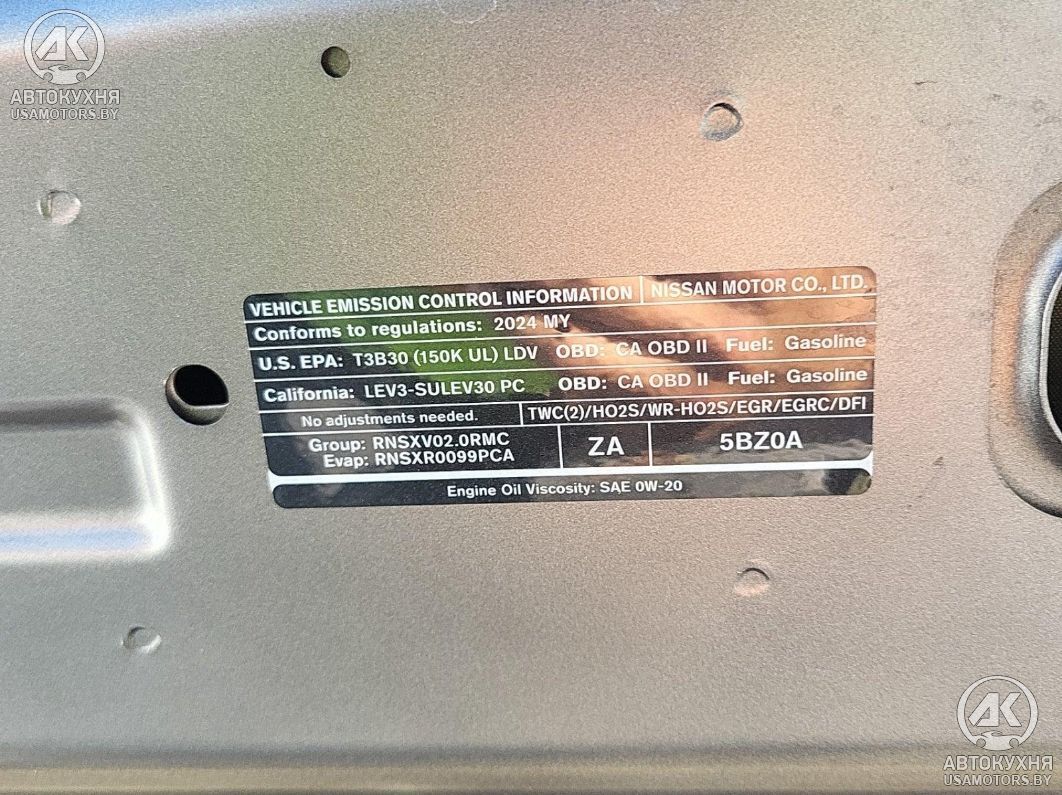 АК
АВТОКУХНЯ
USAMOTORS.BY
VEHICLE EMISSION CONTROL INFORMATION NISSAN MOTOR CO., LTD.
Conforms to regulations: 2024 MY
U.S. EPA: T3B30 (150K UL) LDV OBD: CA OBD II Fuel: Gasoline
California: LEV3-SULEV30 PC OBD: CA OBD II Fuel: Gasoline
No adjustments needed. TWC(2)/HO2S/WR-HO2S/EGR/EGRC/DFI
Group: RNSXV02.0RMC
Evap: RNSXR0099PCA
ZA
5BZ0A
Engine Oil Viscosity: SAE 0W-20
АК
АВТОКУХНЯ
USAMOTORS.BY